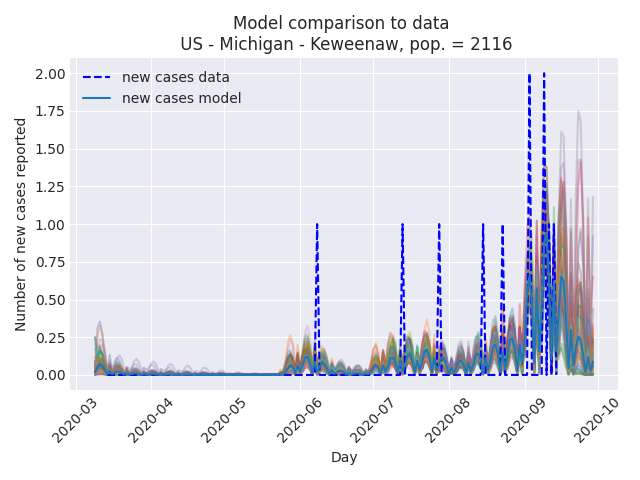 Model comparison to data
US - Michigan - Keweenaw, pop. = 2116
new cases data
new cases model
Number of new cases reported
2.00
1.75
1.50
1.25
1.00
0.75
0.50
0.25
0.00
2020-03
2020-04
2020-05
2020-06
2020-07
2020-08
2020-09
2020-10
Day